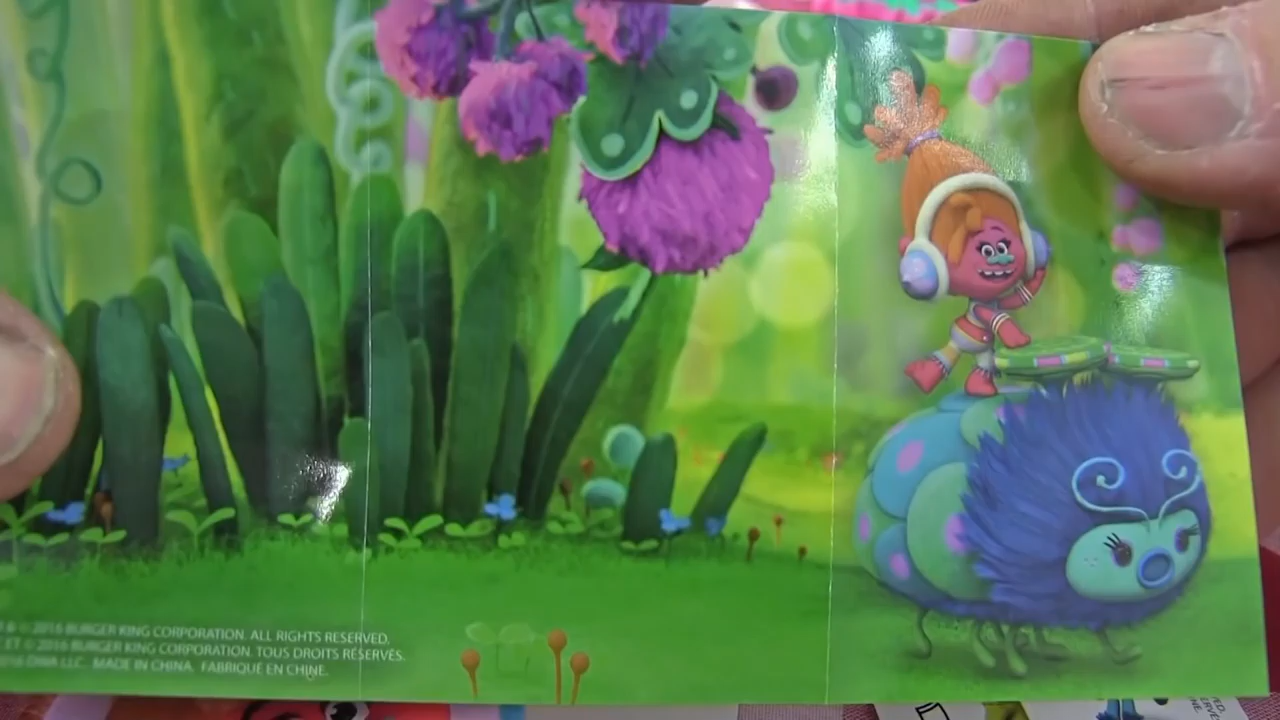 © 2016 BURGER KING CORPORATION. ALL RIGHTS RESERVED.
ET © 2016 BURGER KING CORPORATION. TOUS DROITS RÉSERVÉS.
2016 DWA LLC. MADE IN CHINA. FABRIQUÉ EN CHINE.